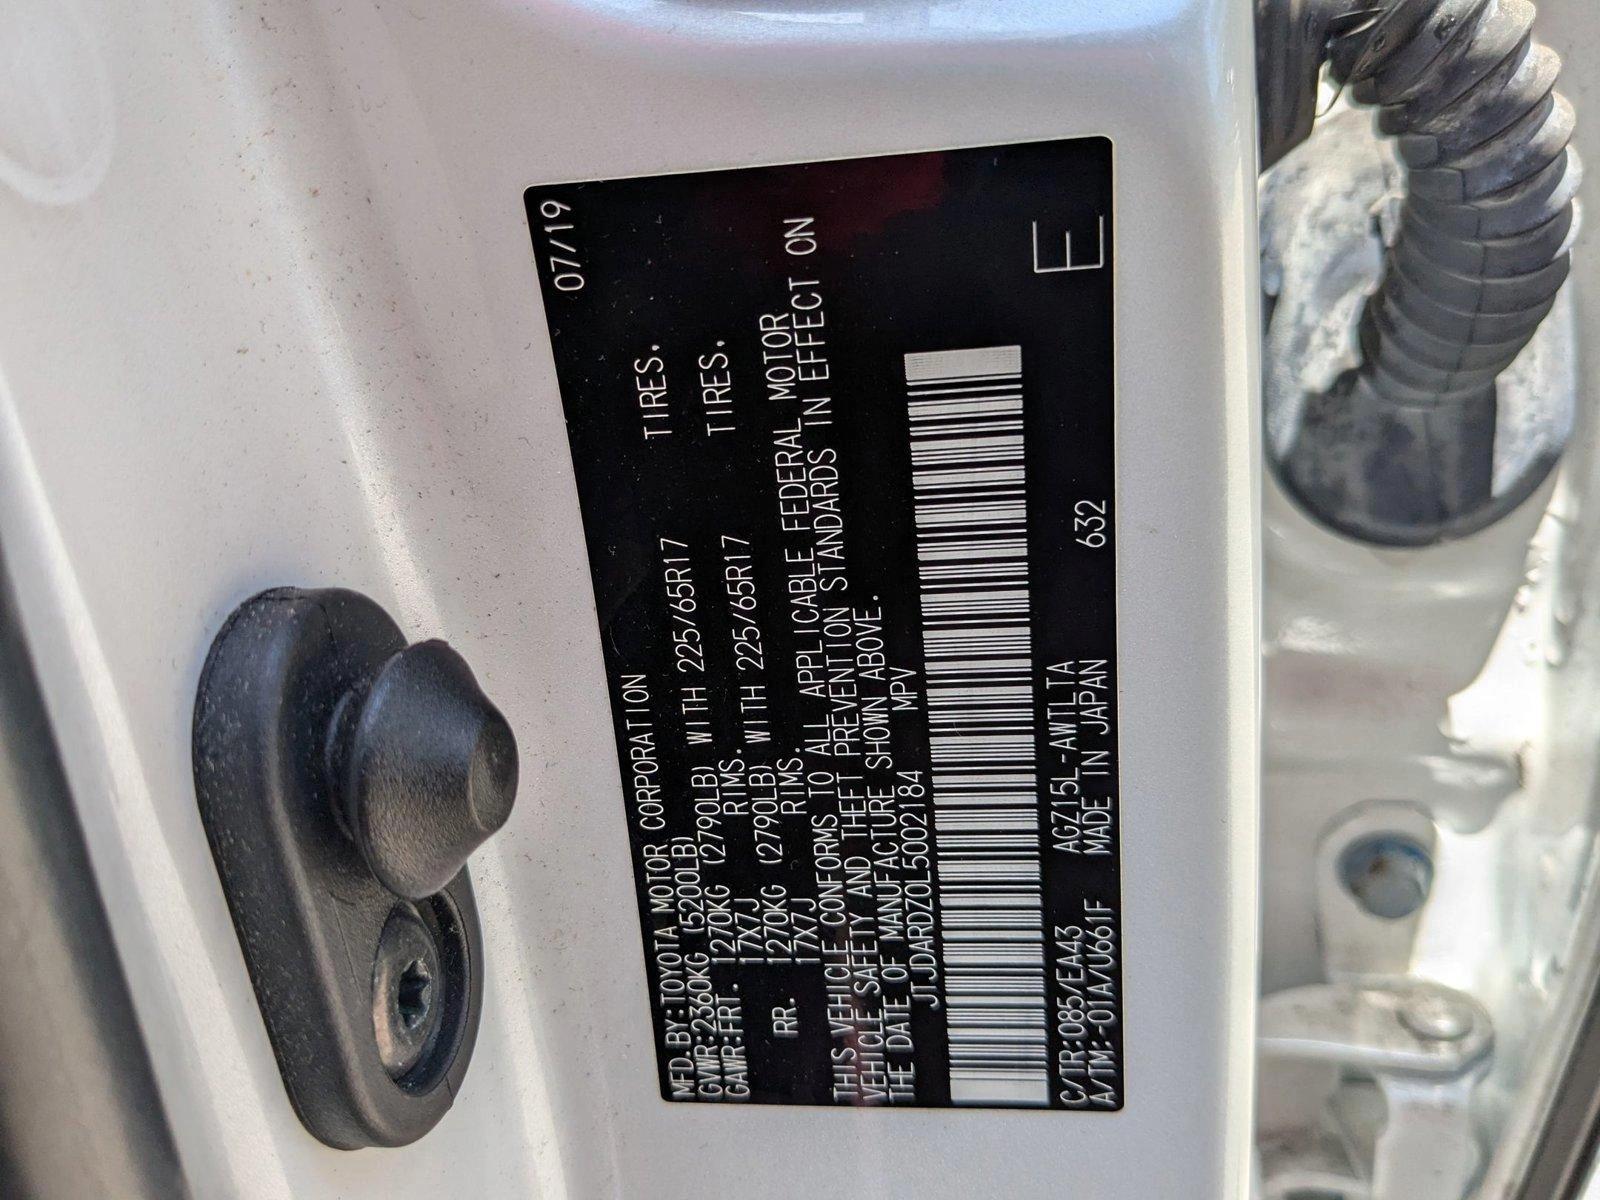 MFD.BY:TOYOTA MOTOR CORPORATION 07/19
GVWR:2360KG (5200LB)
GAWR:FRT. 1270KG (2790LB) WITH 225/65R17 TIRES.
17X7J RIMS.
RR. 1270KG (2790LB) WITH 225/65R17 TIRES.
17X7J RIMS.
THIS VEHICLE CONFORMS TO ALL APPLICABLE FEDERAL MOTOR
VEHICLE SAFETY AND THEFT PREVENTION STANDARDS IN EFFECT ON
THE DATE OF MANUFACTURE SHOWN ABOVE.
JTJDARDZ0L5002184 MPV
C/TR:085/EA43 AGZ15L-AWTLTA 632 E
A/TM:-01A/U661F MADE IN JAPAN